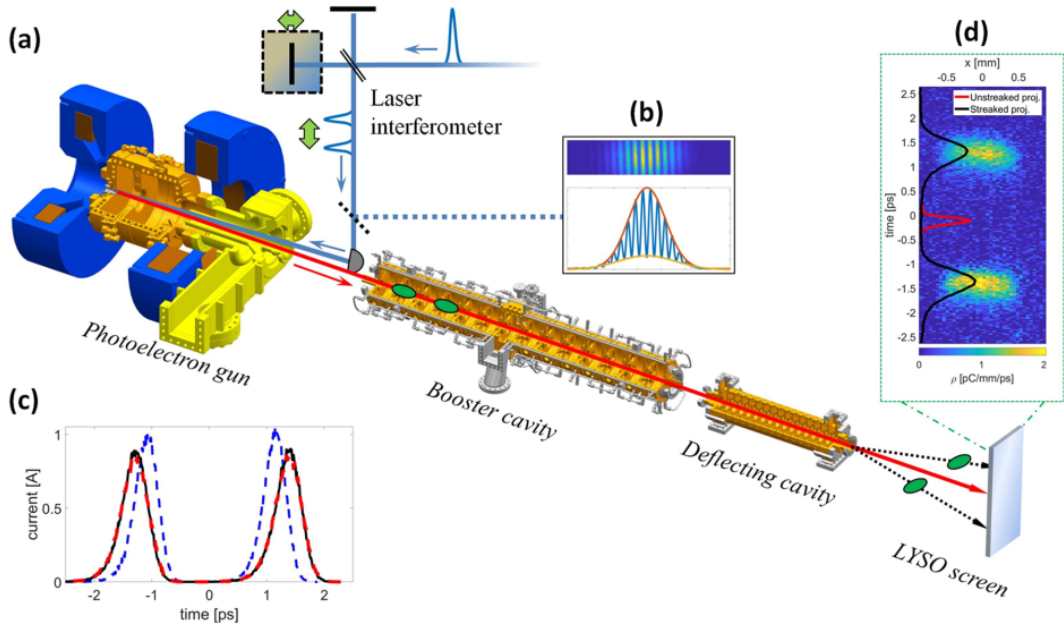 (a)
Laser
interferometer
(b)
(d)
x [mm]
-0.5 0 0.5
Unstreaked proj.
Streaked proj.
2.5
2
1.5
1
0.5
0
-0.5
-1
-1.5
-2
-2.5
time [ps]
0 1 2
ρ [pC/mm/ps]
Photoelectron gun
Booster cavity
Deflecting cavity
LYSO screen
(c)
1
0.5
0
current [A]
-2 -1 0 1 2
time [ps]